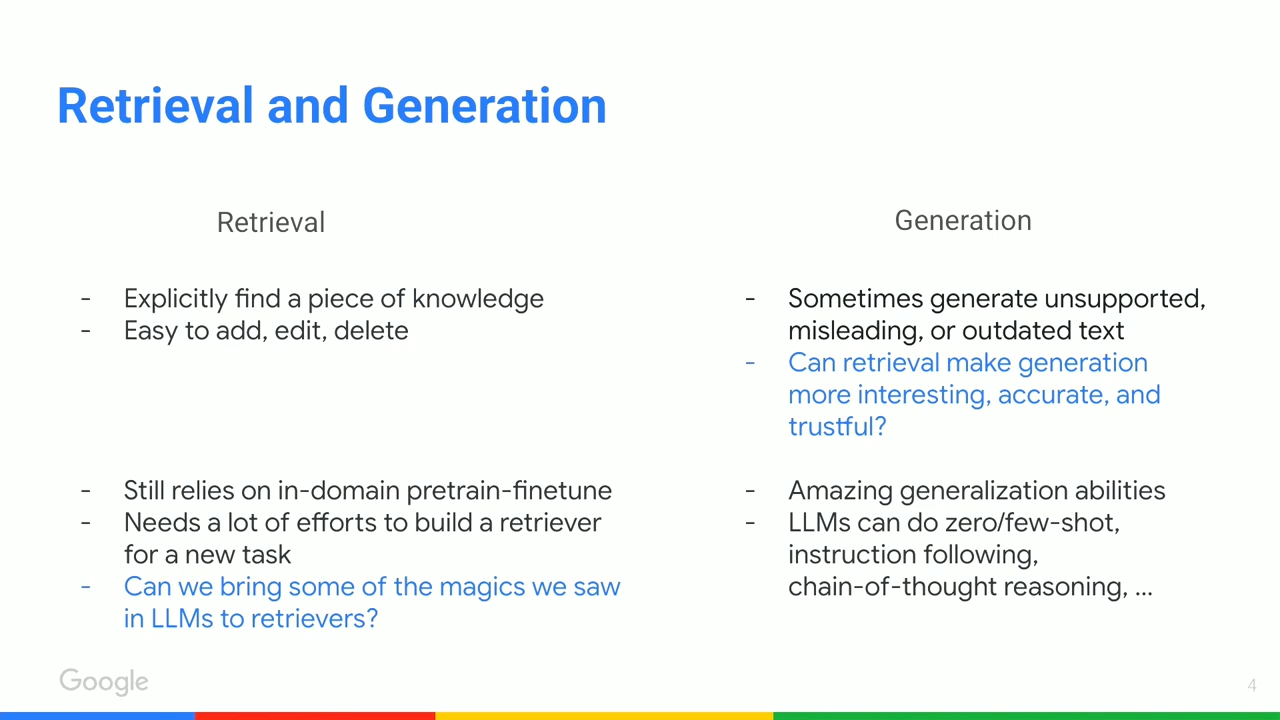 Retrieval and Generation
Retrieval
- Explicitly find a piece of knowledge
- Easy to add, edit, delete
- Still relies on in-domain pretrain-finetune
- Needs a lot of efforts to build a retriever
for a new task
- Can we bring some of the magics we saw
in LLMs to retrievers?
Generation
- Sometimes generate unsupported,
misleading, or outdated text
- Can retrieval make generation
more interesting, accurate, and
trustful?
- Amazing generalization abilities
- LLMs can do zero/few-shot,
instruction following,
chain-of-thought reasoning, ...
Google
4